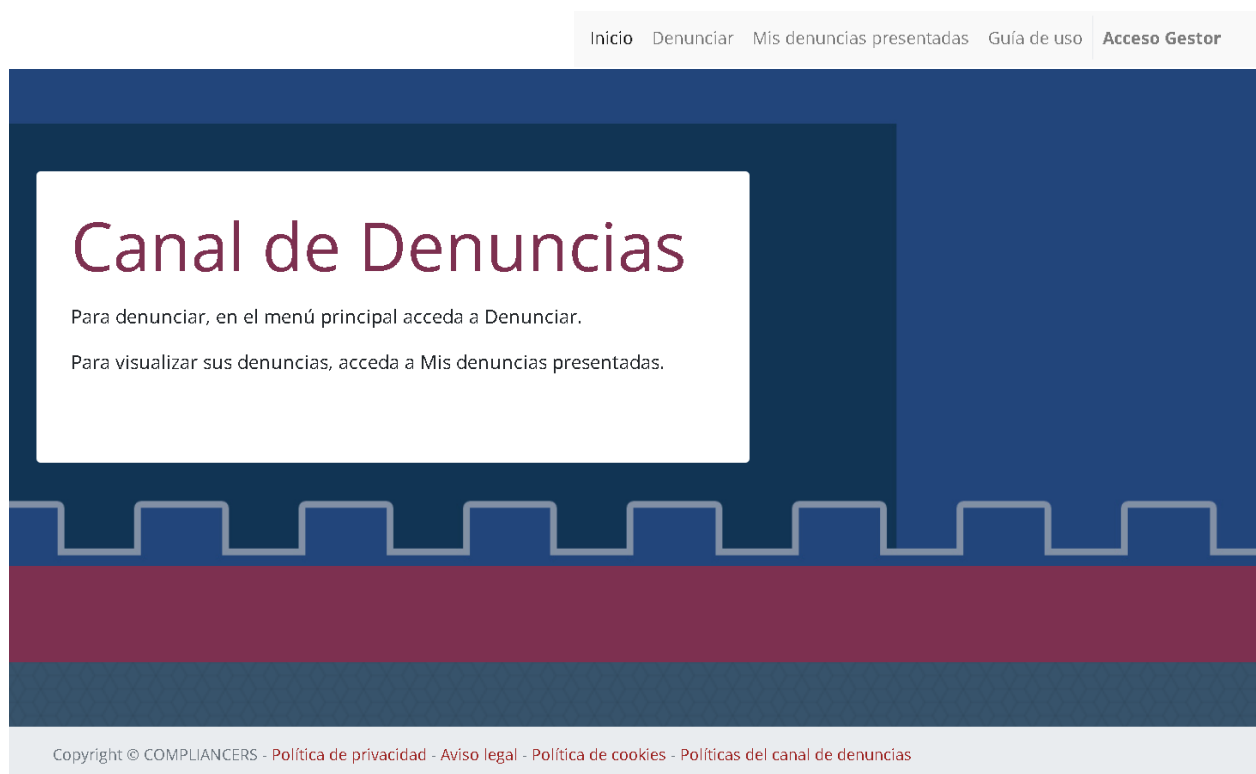 Inicio Denunciar Mis denuncias presentadas Guía de uso Acceso Gestor
Canal de Denuncias
Para denunciar, en el menú principal acceda a Denunciar.
Para visualizar sus denuncias, acceda a Mis denuncias presentadas.
Copyright © COMPLIANCERS - Política de privacidad - Aviso legal - Política de cookies - Políticas del canal de denuncias